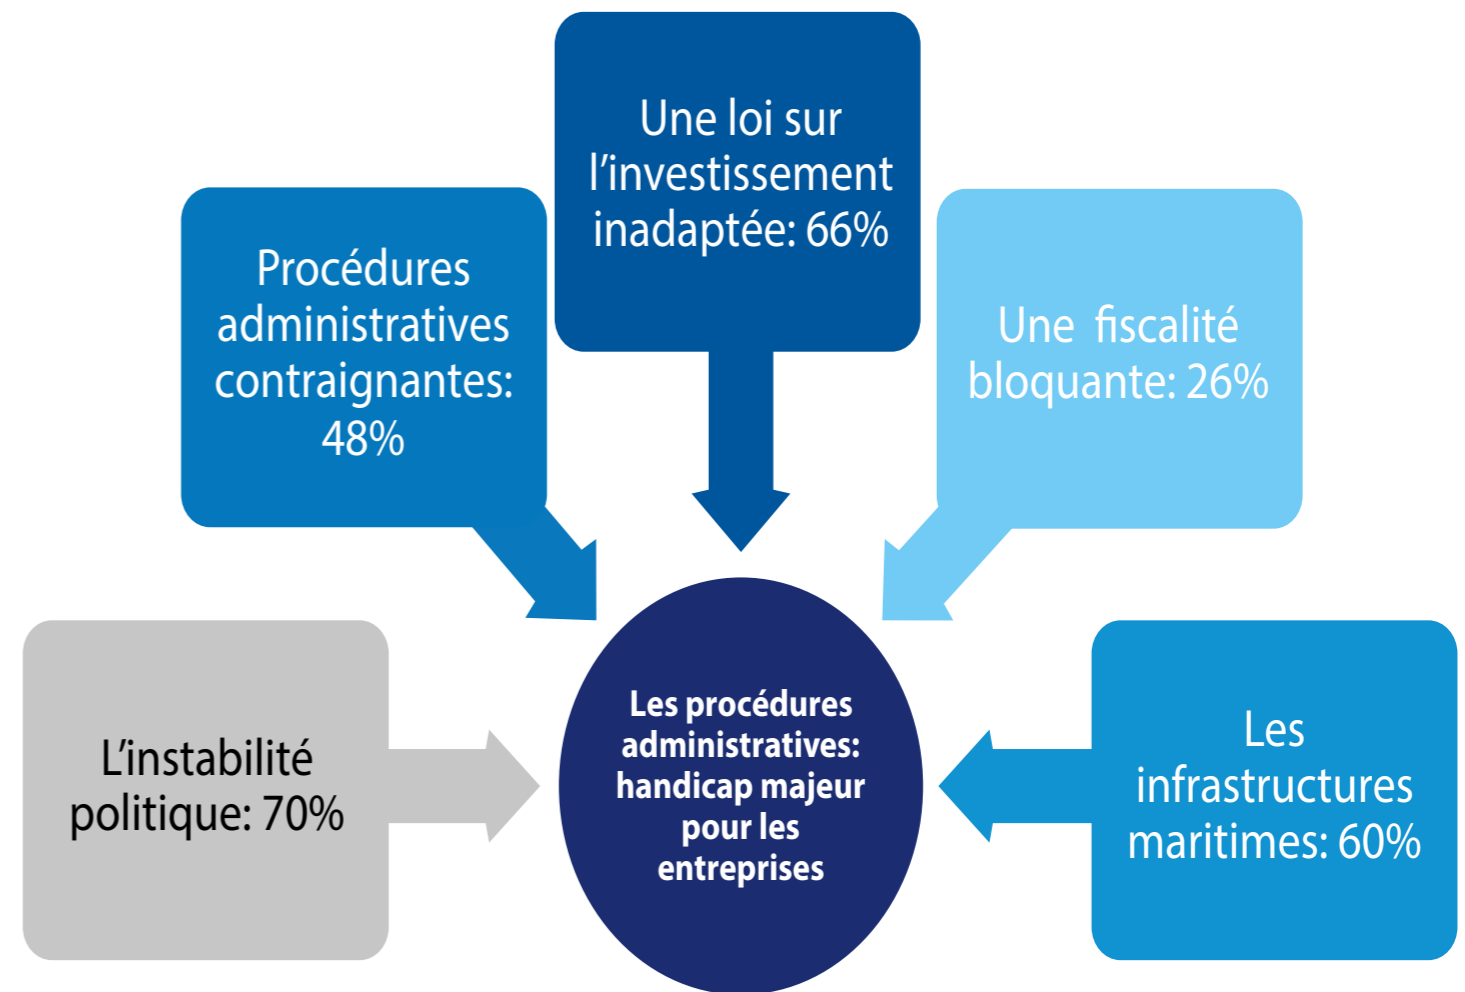 Une loi sur
l’investissement
inadaptée: 66%
Procédures
administratives
contraignantes:
48%
Une fiscalité
bloquante: 26%
L’instabilité
politique: 70%
Les procédures
administratives:
handicap majeur
pour les
entreprises
Les
infrastructures
maritimes: 60%